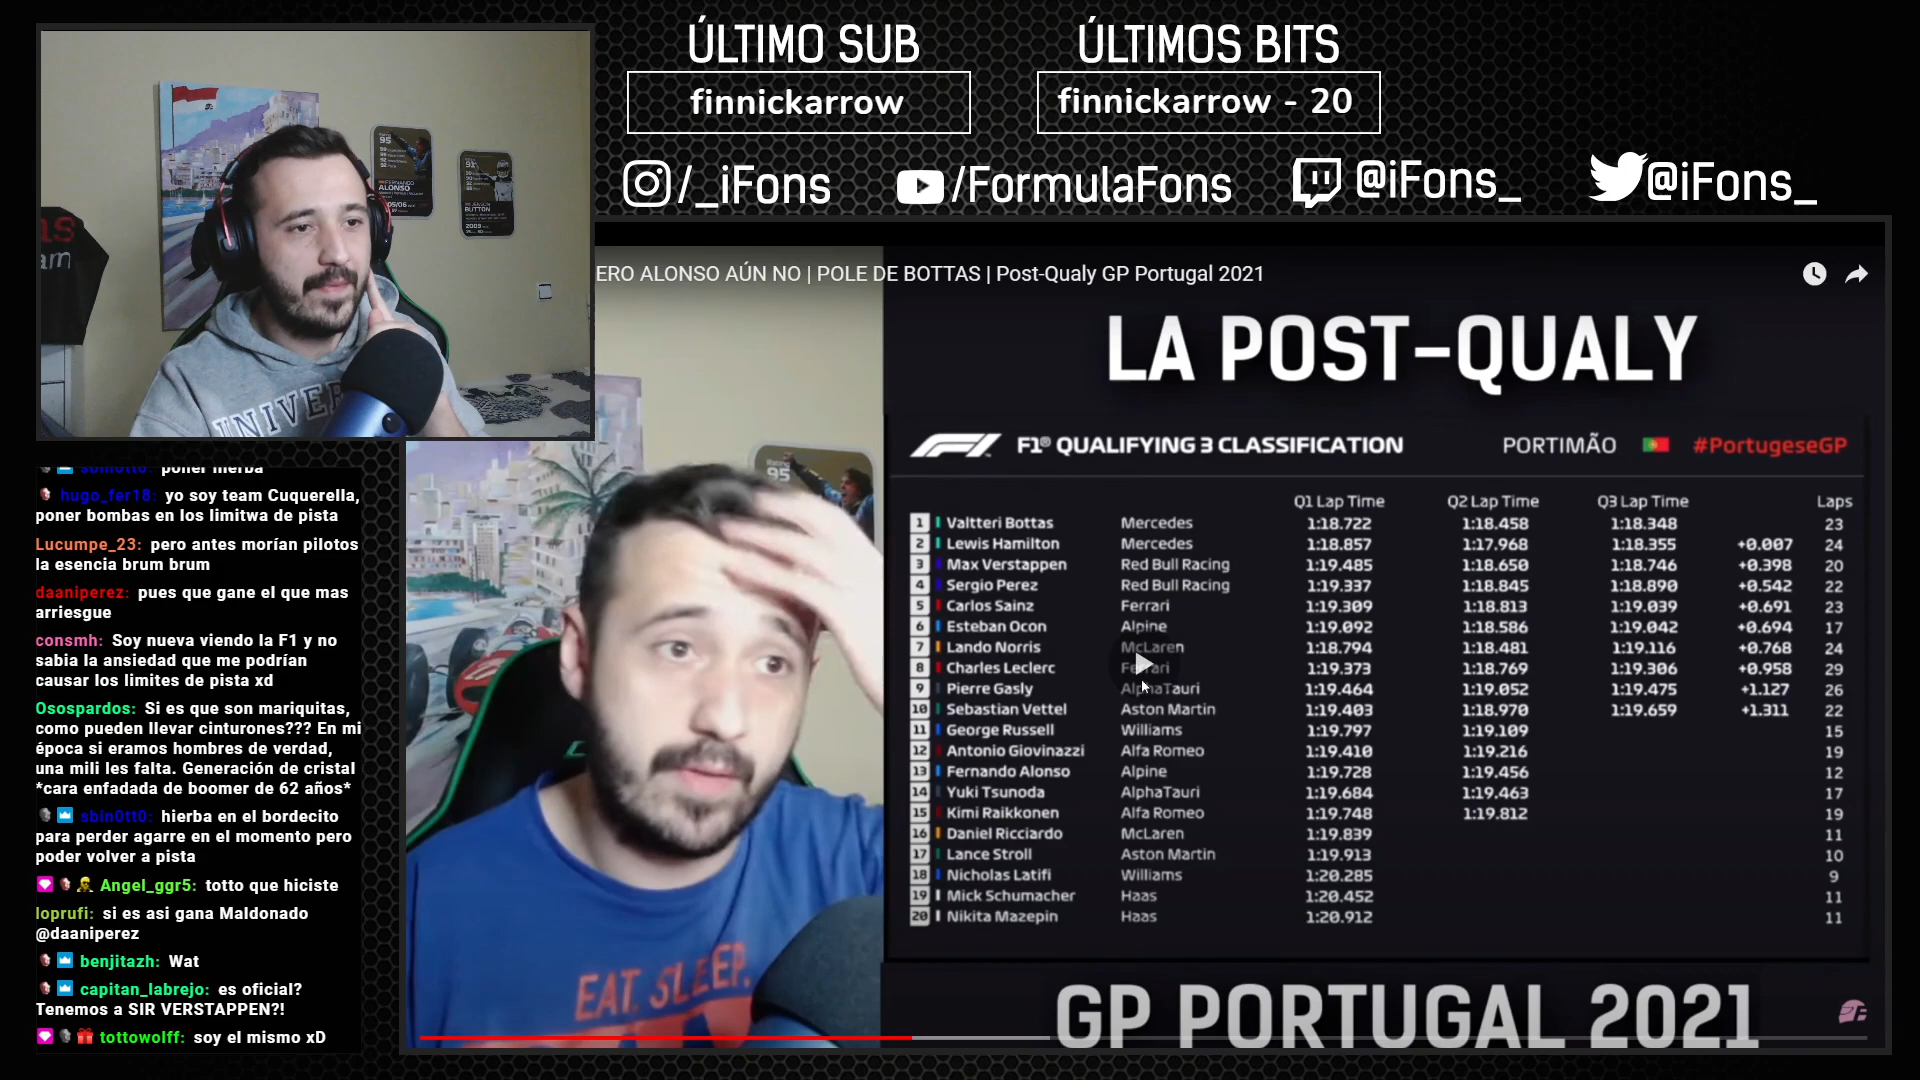 ÚLTIMO SUB
finnickarrow
ÚLTIMOS BITS
finnickarrow - 20
/_iFons
/FormulaFons
@iFons_
@iFons_
95
FERNANDO
ALONSO
05/06
91
JENSON
BUTTON
2009
as
am
UNIVER
ERO ALONSO AÚN NO | POLE DE BOTTAS | Post-Qualy GP Portugal 2021
LA POST-QUALY
F1® QUALIFYING 3 CLASSIFICATION PORTIMÃO #PortugeseGP
Q1 Lap Time Q2 Lap Time Q3 Lap Time Laps
1 Valtteri Bottas Mercedes 1:18.722 1:18.458 1:18.348 23
2 Lewis Hamilton Mercedes 1:18.857 1:17.968 1:18.355 +0.007 24
3 Max Verstappen Red Bull Racing 1:19.485 1:18.650 1:18.746 +0.398 20
4 Sergio Perez Red Bull Racing 1:19.337 1:18.845 1:18.890 +0.542 22
5 Carlos Sainz Ferrari 1:19.309 1:18.813 1:19.039 +0.691 23
6 Esteban Ocon Alpine 1:19.092 1:18.586 1:19.042 +0.694 17
7 Lando Norris McLaren 1:18.794 1:18.481 1:19.116 +0.768 24
8 Charles Leclerc Ferrari 1:19.373 1:18.769 1:19.306 +0.958 29
9 Pierre Gasly AlphaTauri 1:19.464 1:19.052 1:19.475 +1.127 26
10 Sebastian Vettel Aston Martin 1:19.403 1:18.970 1:19.659 +1.311 22
11 George Russell Williams 1:19.797 1:19.109 15
12 Antonio Giovinazzi Alfa Romeo 1:19.410 1:19.216 19
13 Fernando Alonso Alpine 1:19.728 1:19.456 12
14 Yuki Tsunoda AlphaTauri 1:19.684 1:19.463 17
15 Kimi Raikkonen Alfa Romeo 1:19.748 1:19.812 19
16 Daniel Ricciardo McLaren 1:19.839 11
17 Lance Stroll Aston Martin 1:19.913 10
18 Nicholas Latifi Williams 1:20.285 9
19 Mick Schumacher Haas 1:20.452 11
20 Nikita Mazepin Haas 1:20.912 11
GP PORTUGAL 2021
95
EAT. SLEEP.
sbin0tt0: poner hierba
hugo_fer18: yo soy team Cuquerella,
poner bombas en los limitwa de pista
Lucumpe_23: pero antes morían pilotos
la esencia brum brum
daaniperez: pues que gane el que mas
arriesgue
consmh: Soy nueva viendo la F1 y no
sabia la ansiedad que me podrían
causar los limites de pista xd
Osospardos: Si es que son mariquitas,
como pueden llevar cinturones??? En mi
época si eramos hombres de verdad,
una mili les falta. Generación de cristal
*cara enfadada de boomer de 62 años*
sbin0tt0: hierba en el bordecito
para perder agarre en el momento pero
poder volver a pista
Angel_ggr5: totto que hiciste
loprufi: si es asi gana Maldonado
@daaniperez
benjitazh: Wat
capitan_labrejo: es oficial?
Tenemos a SIR VERSTAPPEN?!
tottowolff: soy el mismo xD